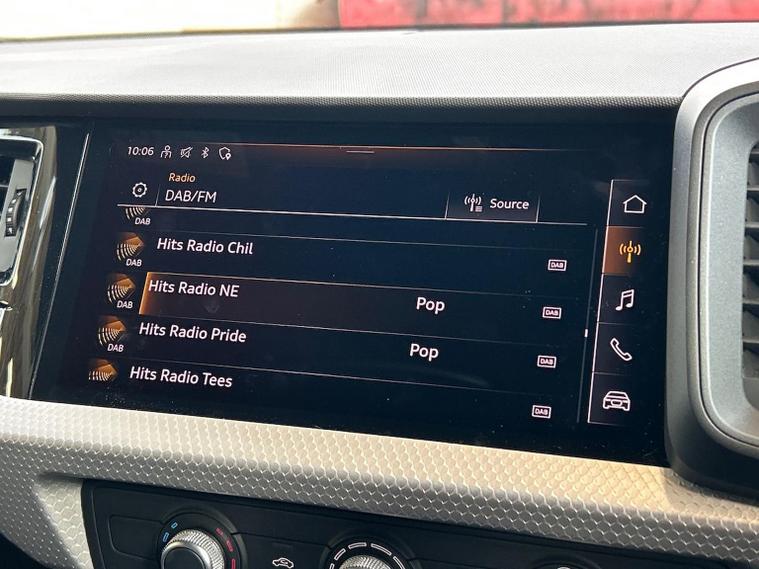 10:06
Radio
DAB/FM
Source
DAB
Hits Radio Chil
DAB
DAB
Hits Radio NE
Pop
DAB
DAB
Hits Radio Pride
Pop
DAB
DAB
Hits Radio Tees
DAB